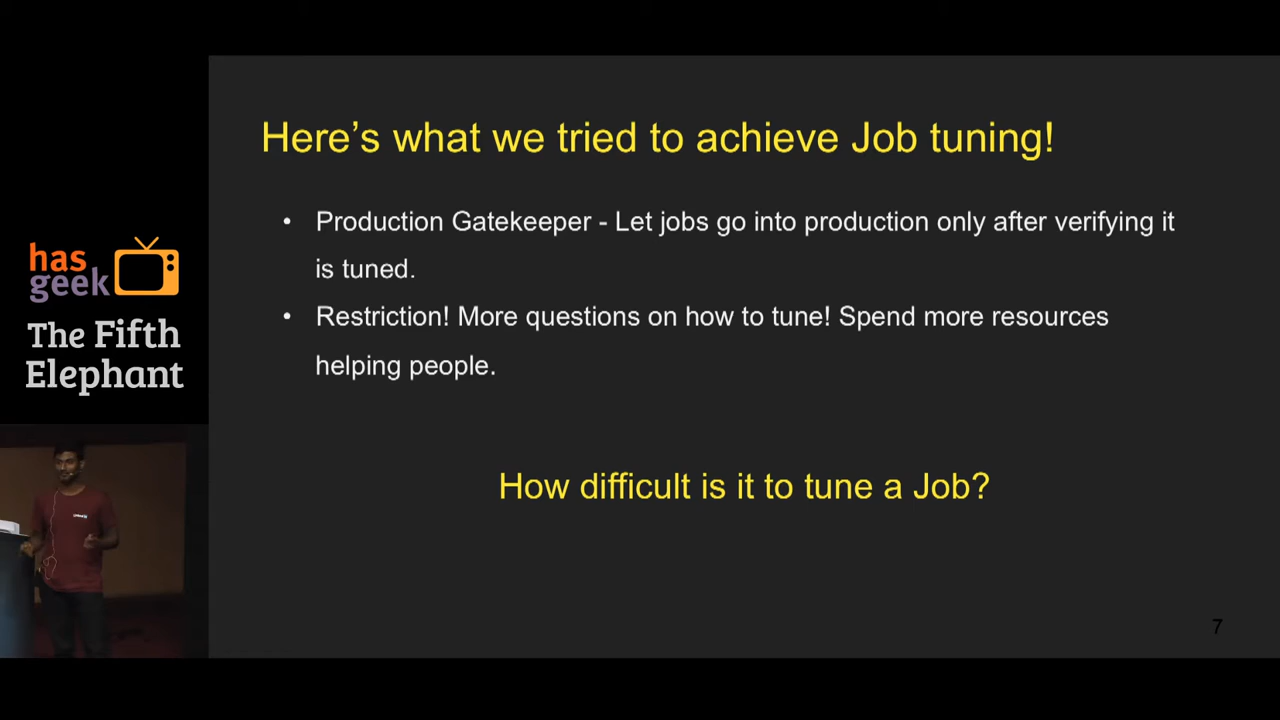 Here's what we tried to achieve Job tuning!
• Production Gatekeeper - Let jobs go into production only after verifying it
is tuned.
• Restriction! More questions on how to tune! Spend more resources
helping people.
How difficult is it to tune a Job?
7
has
geek
The Fifth
Elephant